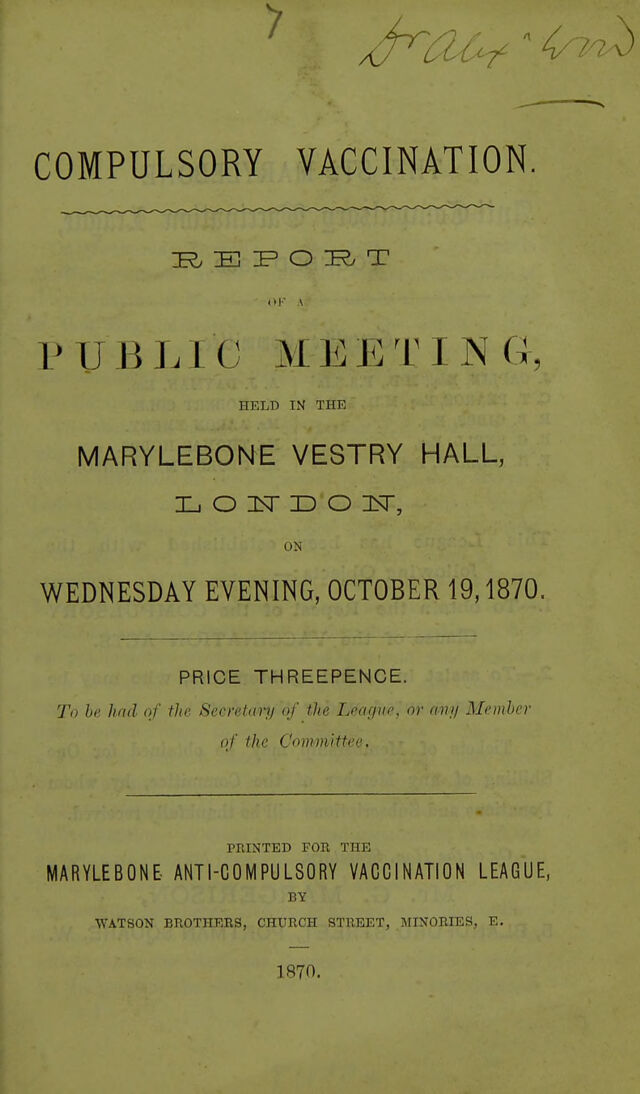 7
COMPULSORY VACCINATION.
REPORT
OF A
PUBLIC MEETING,
HELD IN THE
MARYLEBONE VESTRY HALL,
LONDON,
ON
WEDNESDAY EVENING, OCTOBER 19, 1870.
PRICE THREEPENCE.
To be had of the Secretary of the League, or any Member
of the Committee.
PRINTED FOR THE
MARYLEBONE ANTI-COMPULSORY VACCINATION LEAGUE,
BY
WATSON BROTHERS, CHURCH STREET, MINORIES, E.
1870.